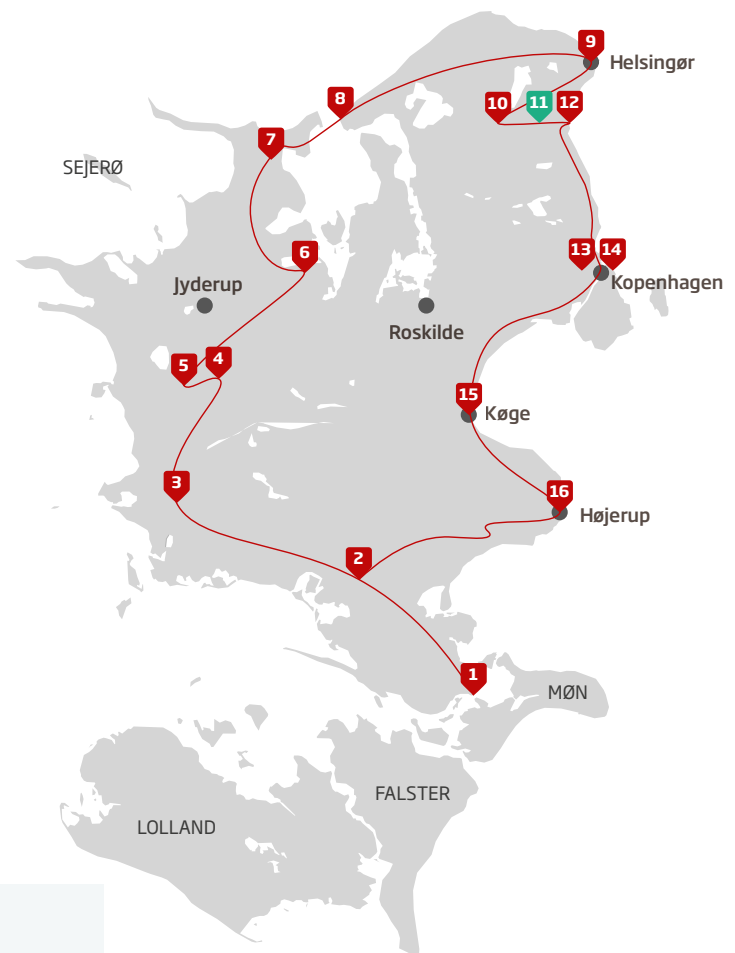 9
Helsingør
8
10
11
12
7
SEJERØ
6
13
14
Jyderup
Kopenhagen
Roskilde
5
4
15
Køge
3
16
Højerup
2
1
MØN
FALSTER
LOLLAND